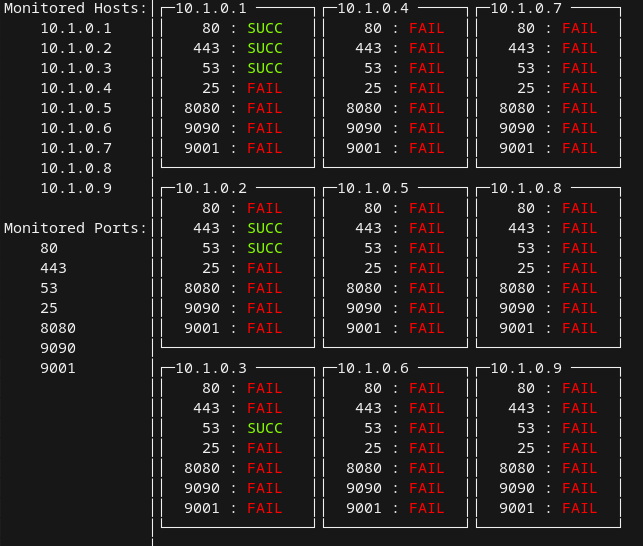 Monitored Hosts:
10.1.0.1
10.1.0.2
10.1.0.3
10.1.0.4
10.1.0.5
10.1.0.6
10.1.0.7
10.1.0.8
10.1.0.9
Monitored Ports:
80
443
53
25
8080
9090
9001
10.1.0.1
80 : SUCC
443 : SUCC
53 : SUCC
25 : FAIL
8080 : FAIL
9090 : FAIL
9001 : FAIL
10.1.0.2
80 : FAIL
443 : SUCC
53 : SUCC
25 : FAIL
8080 : FAIL
9090 : FAIL
9001 : FAIL
10.1.0.3
80 : FAIL
443 : FAIL
53 : SUCC
25 : FAIL
8080 : FAIL
9090 : FAIL
9001 : FAIL
10.1.0.4
80 : FAIL
443 : FAIL
53 : FAIL
25 : FAIL
8080 : FAIL
9090 : FAIL
9001 : FAIL
10.1.0.5
80 : FAIL
443 : FAIL
53 : FAIL
25 : FAIL
8080 : FAIL
9090 : FAIL
9001 : FAIL
10.1.0.6
80 : FAIL
443 : FAIL
53 : FAIL
25 : FAIL
8080 : FAIL
9090 : FAIL
9001 : FAIL
10.1.0.7
80 : FAIL
443 : FAIL
53 : FAIL
25 : FAIL
8080 : FAIL
9090 : FAIL
9001 : FAIL
10.1.0.8
80 : FAIL
443 : FAIL
53 : FAIL
25 : FAIL
8080 : FAIL
9090 : FAIL
9001 : FAIL
10.1.0.9
80 : FAIL
443 : FAIL
53 : FAIL
25 : FAIL
8080 : FAIL
9090 : FAIL
9001 : FAIL